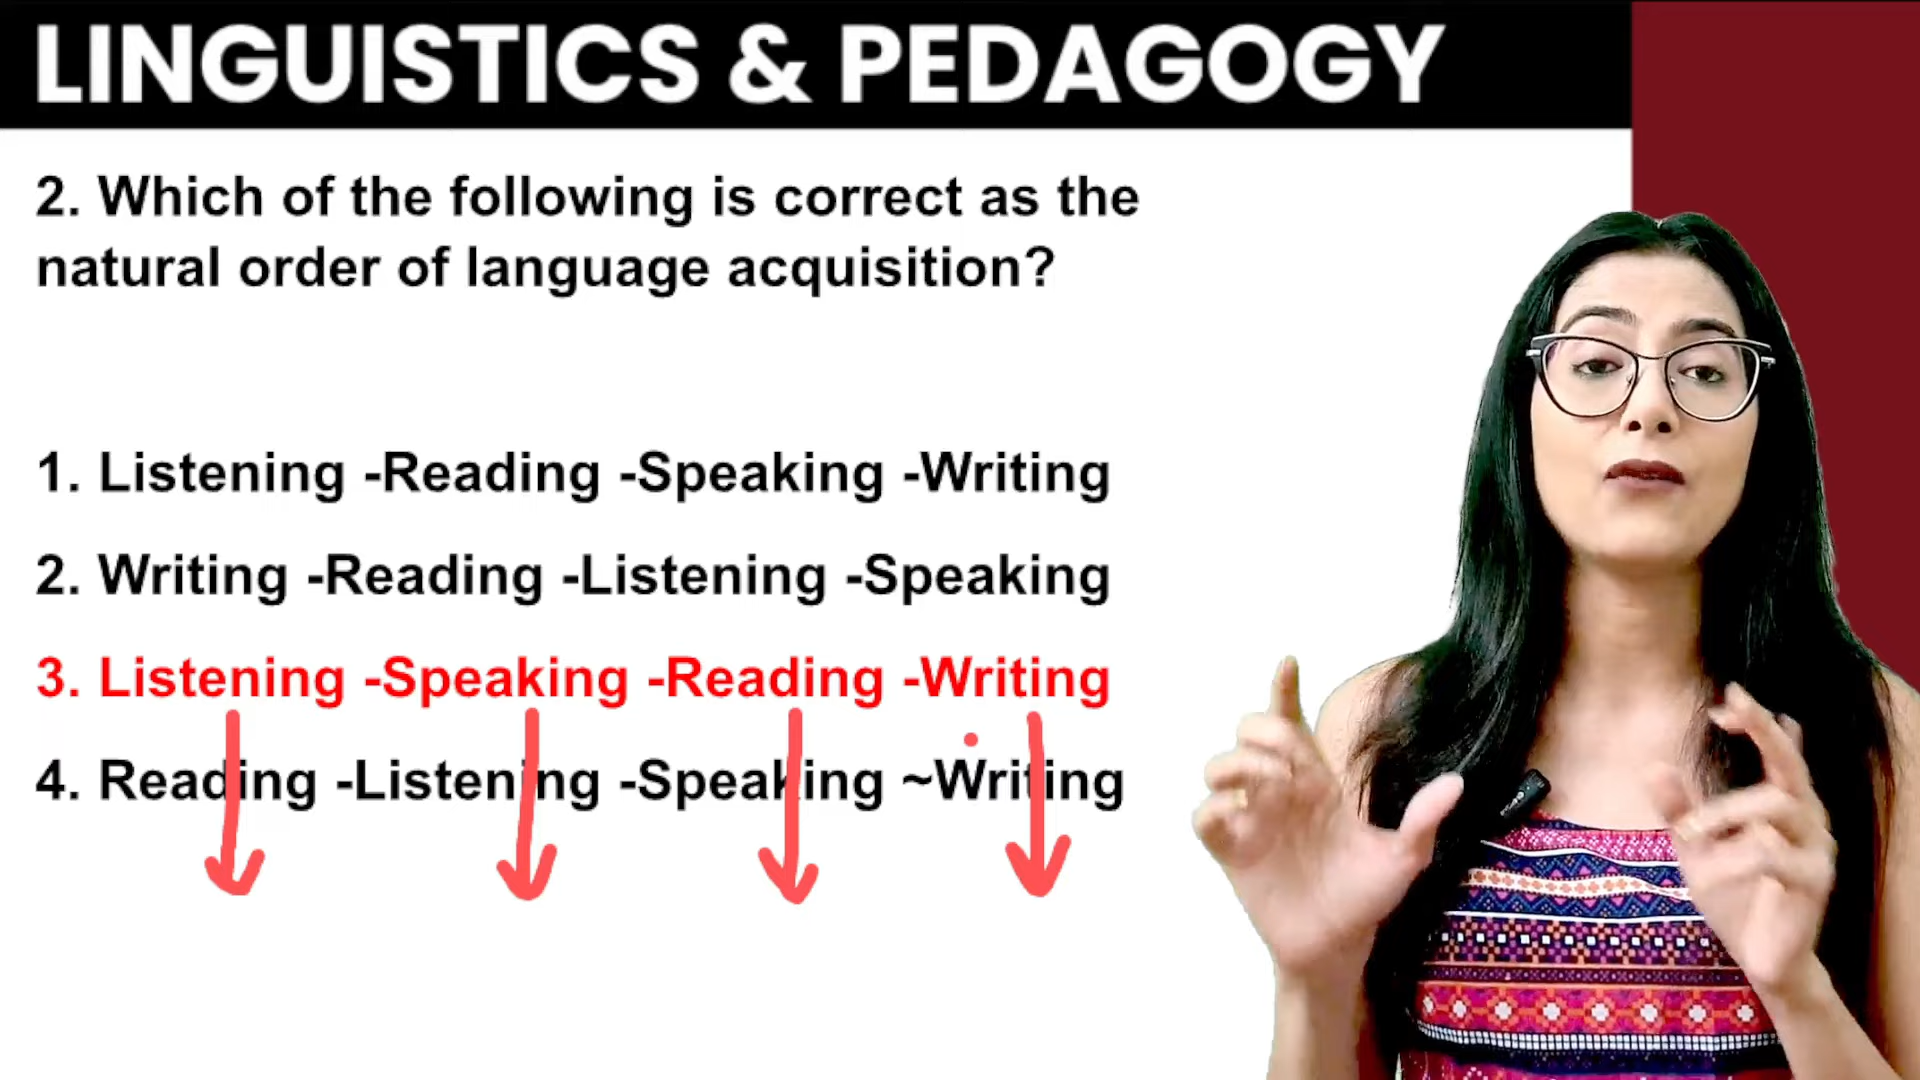 LINGUISTICS & PEDAGOGY
2. Which of the following is correct as the
natural order of language acquisition?
1. Listening -Reading -Speaking -Writing
2. Writing -Reading -Listening -Speaking
3. Listening -Speaking -Reading -Writing
4. Reading -Listening -Speaking ~Writing